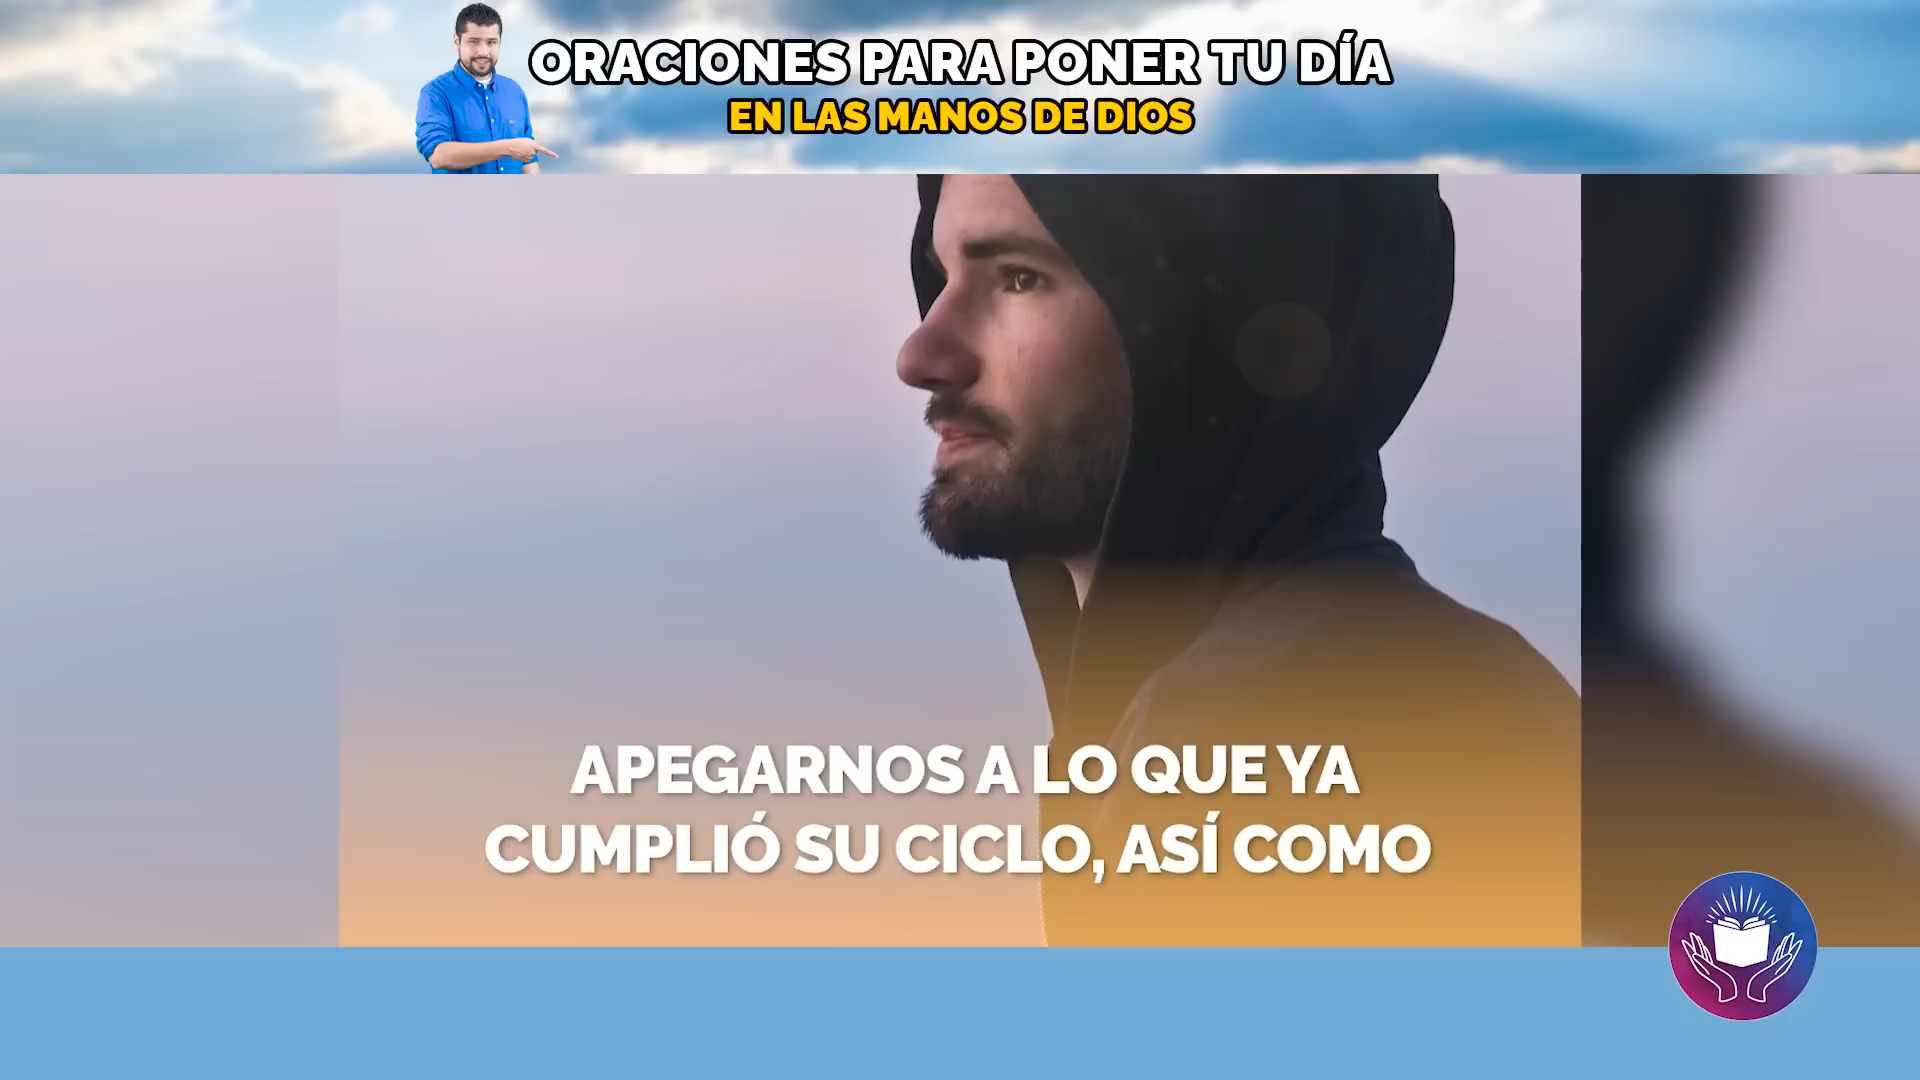 ORACIONES PARA PONER TU DÍA
EN LAS MANOS DE DIOS
APEGARNOS A LO QUE YA
CUMPLIÓ SU CICLO, ASÍ COMO